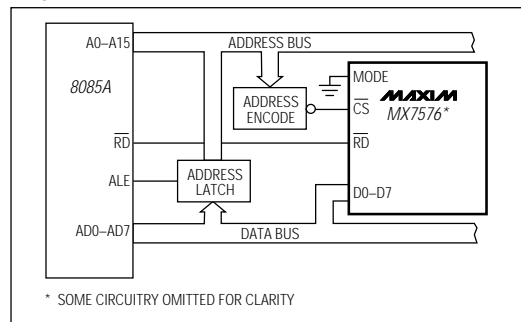 A0–A15
ADDRESS BUS
8085A
MODE
ADDRESS
ENCODE
MAXIM
MX7576*
CS
RD
RD
ALE
ADDRESS
LATCH
D0–D7
AD0–AD7
DATA BUS
* SOME CIRCUITRY OMITTED FOR CLARITY